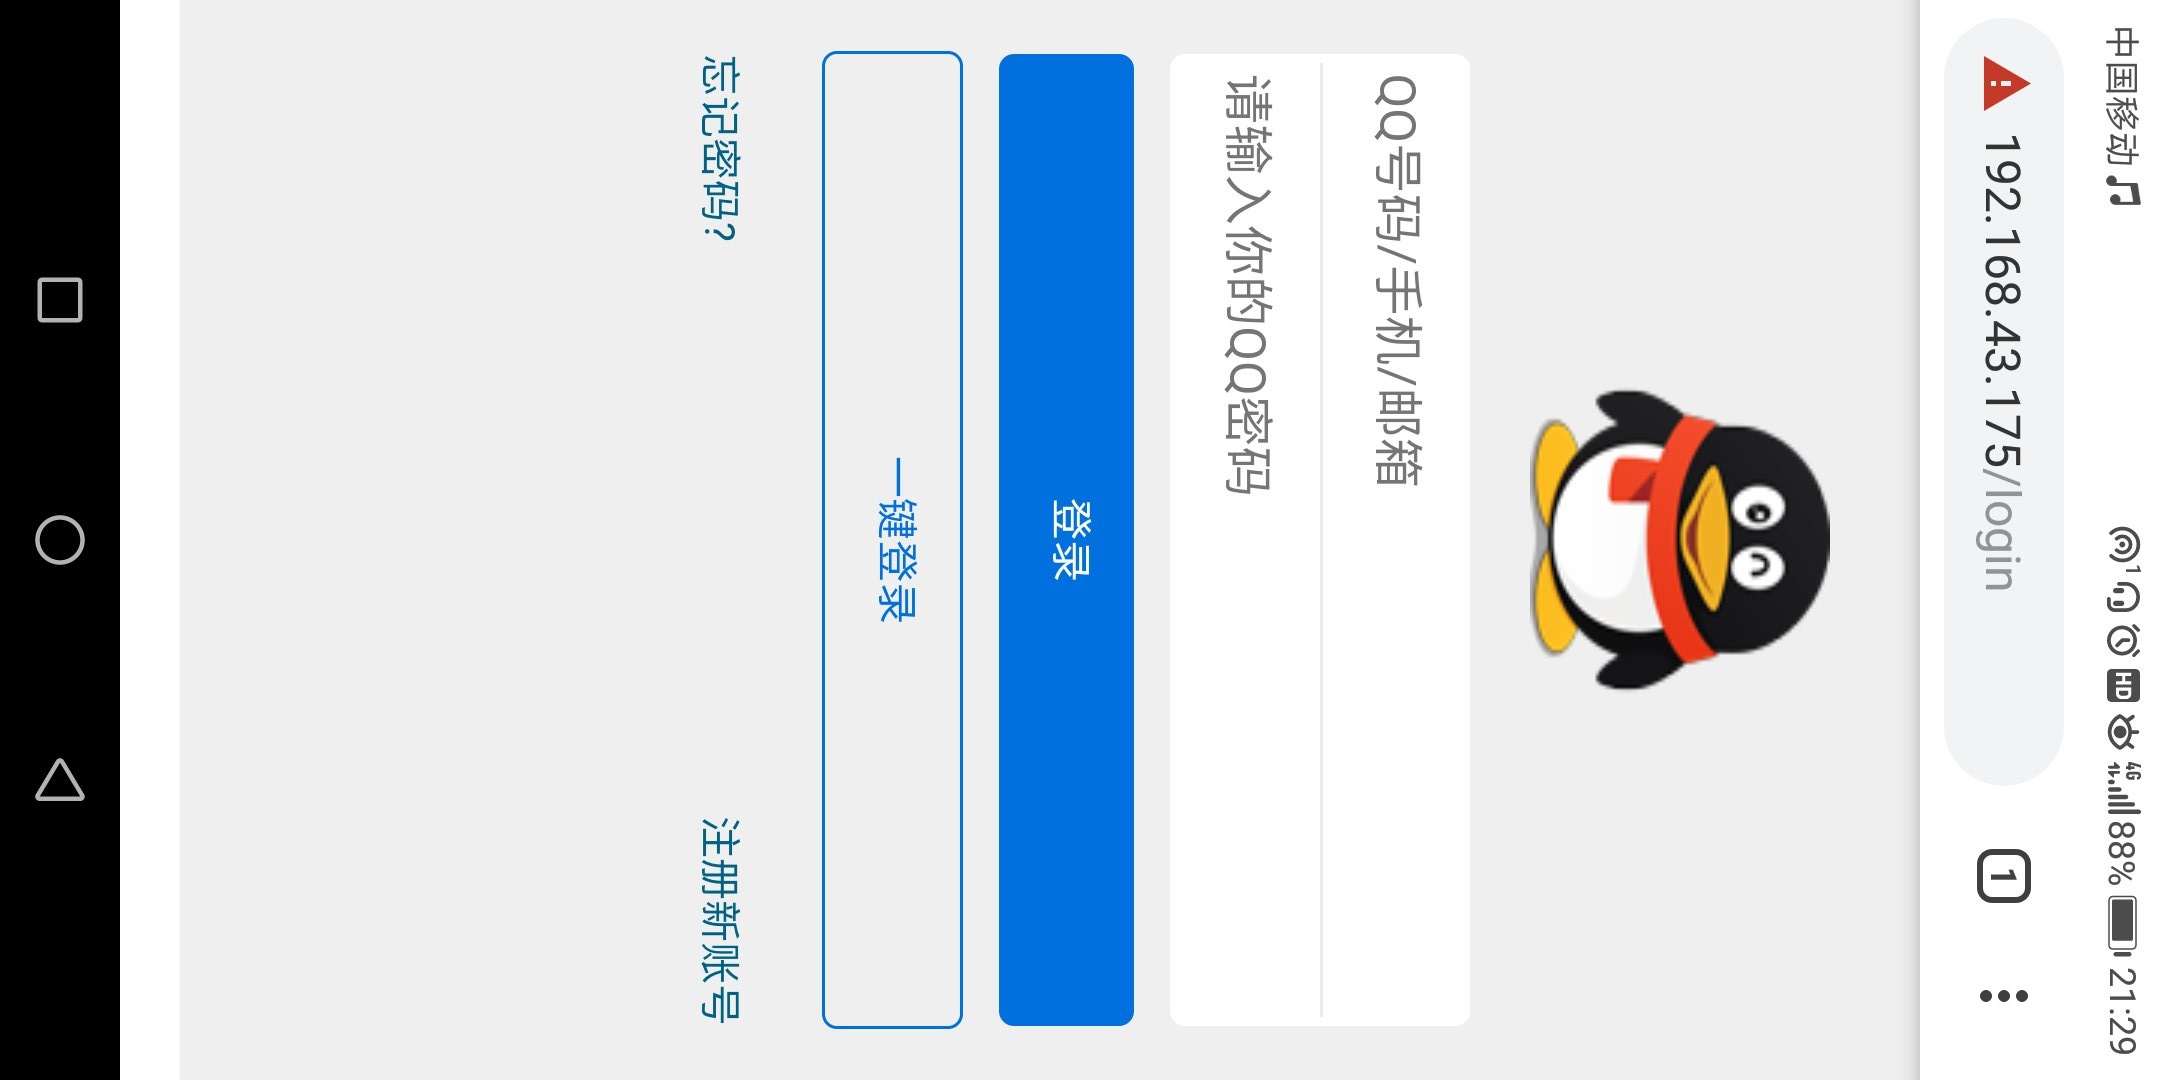 中国移动 1 HD 4G 88% 21:29
192.168.43.175/login 1
QQ号码/手机/邮箱
请输入你的QQ密码
登录
一键登录
忘记密码? 注册新账号